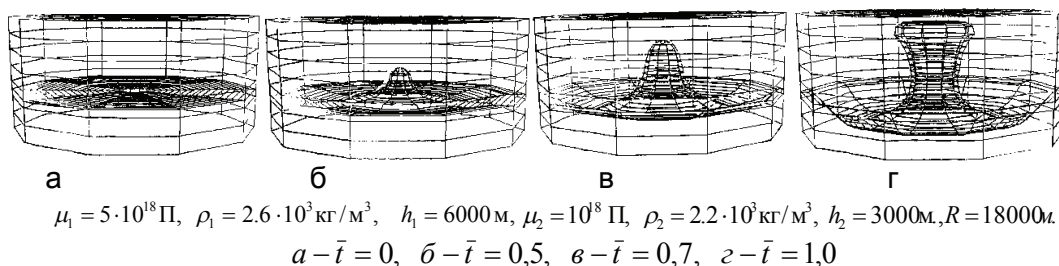 а б в г
μ₁ = 5·10¹⁸ П, ρ₁ = 2.6·10³ кг/м³, h₁ = 6000 м, μ₂ = 10¹⁸ П, ρ₂ = 2.2·10³ кг/м³, h₂ = 3000м., R = 18000м.
а – t̄ = 0, б – t̄ = 0,5, в – t̄ = 0,7, г – t̄ = 1,0